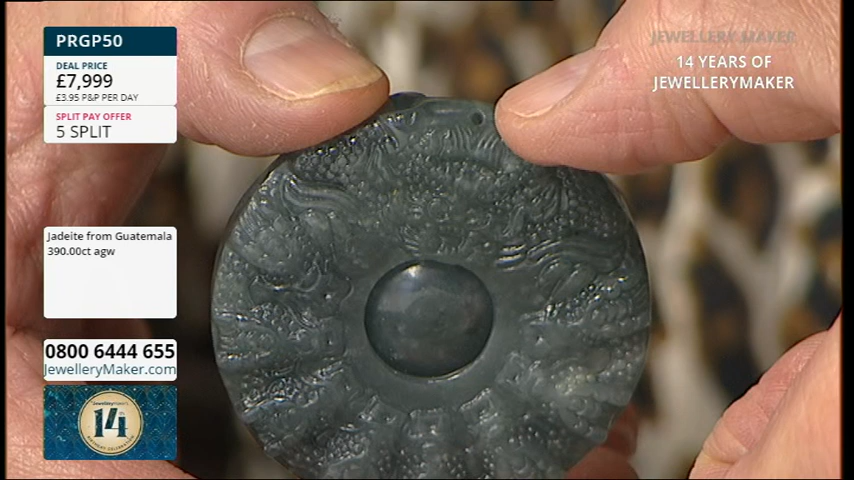 PRGP50
DEAL PRICE
£7,999
£3.95 P&P PER DAY
SPLIT PAY OFFER
5 SPLIT
Jadeite from Guatemala
390.00ct agw
0800 6444 655
JewelleryMaker.com
14
JEWELLERY MAKER
14 YEARS OF
JEWELLERYMAKER